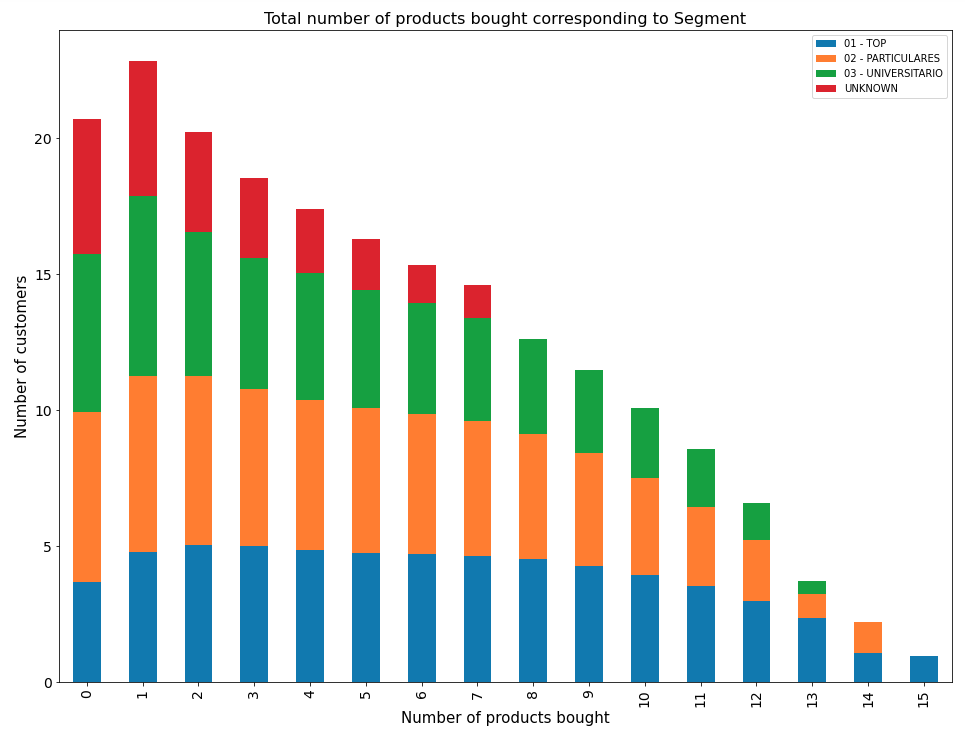 Total number of products bought corresponding to Segment
01 - TOP
02 - PARTICULARES
03 - UNIVERSITARIO
UNKNOWN
Number of customers
20
15
10
5
0
0 1 2 3 4 5 6 7 8 9 10 11 12 13 14 15
Number of products bought